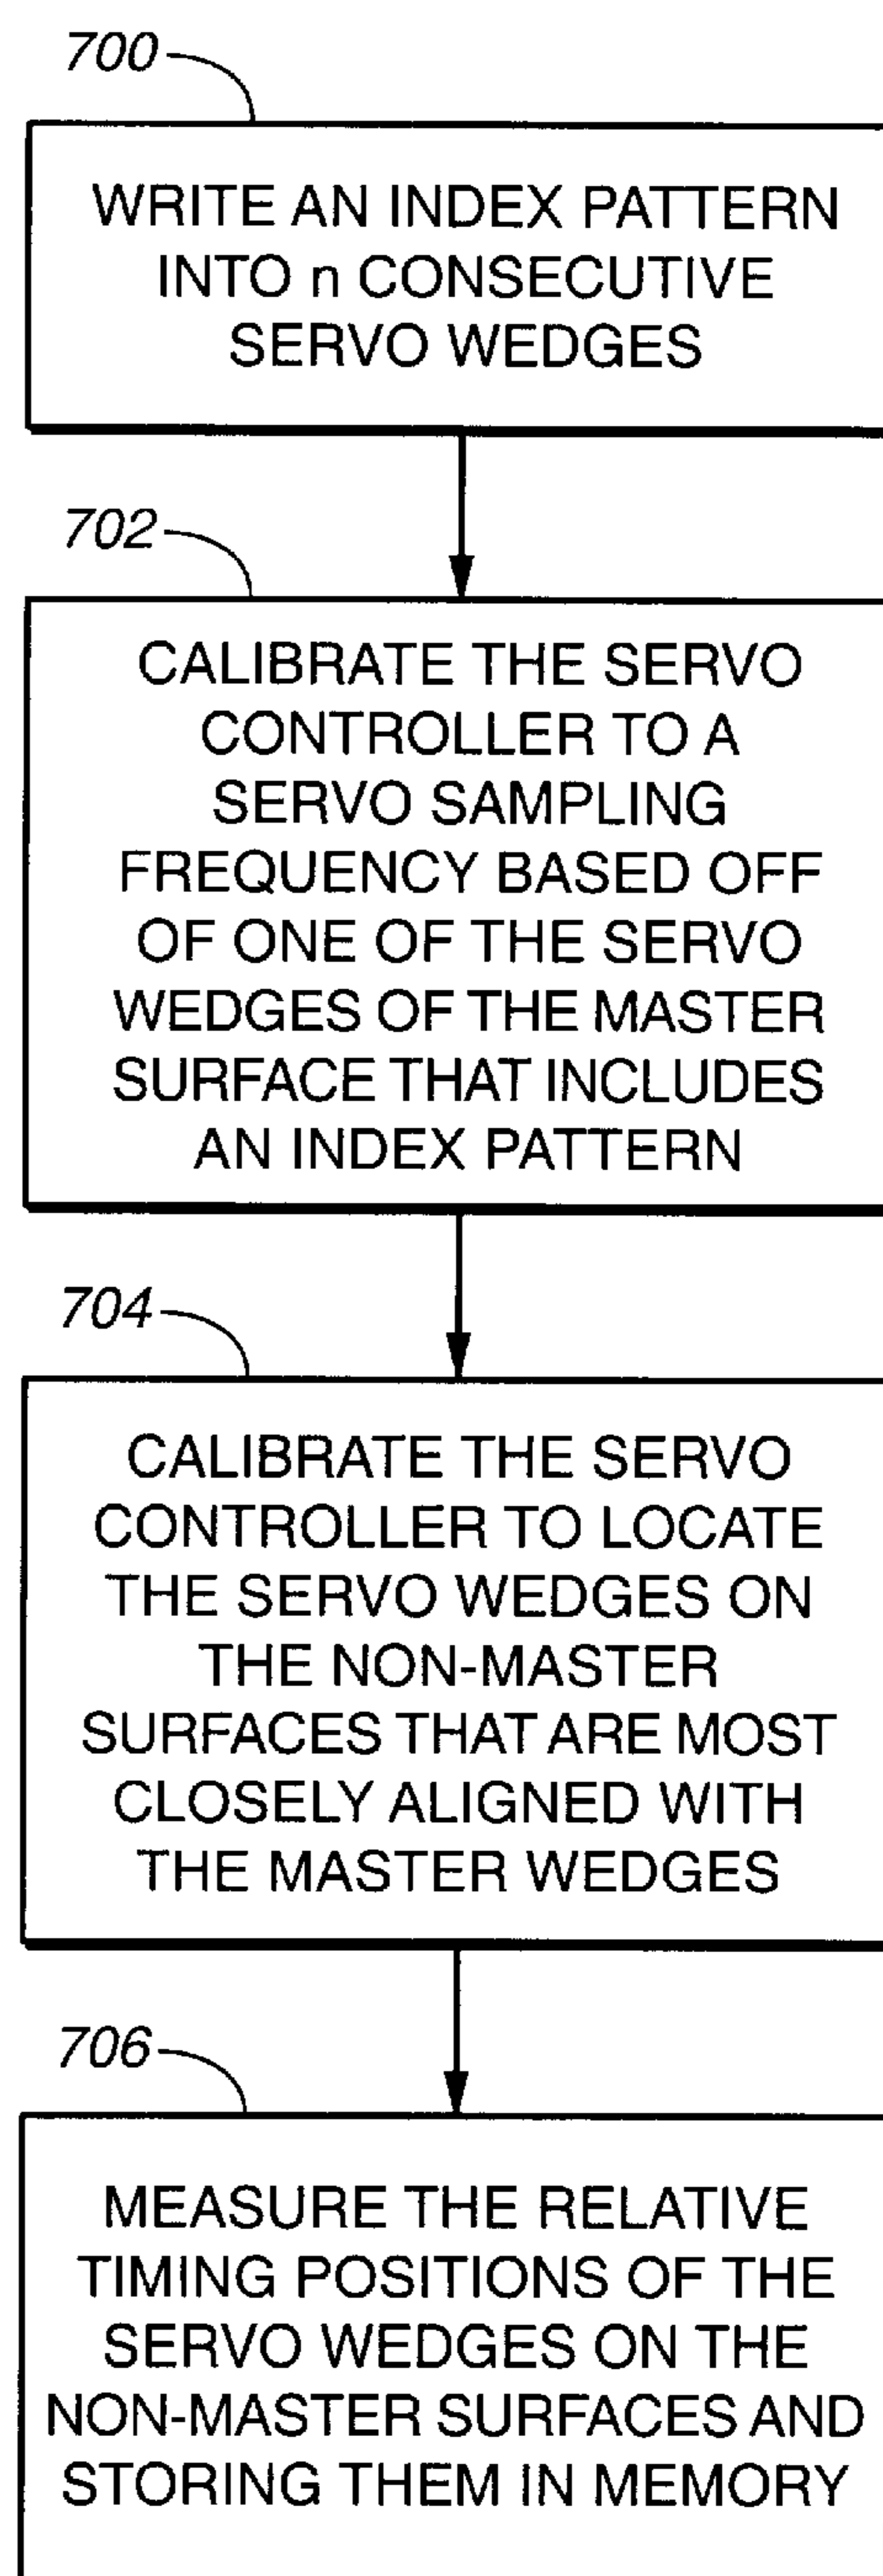 700
WRITE AN INDEX PATTERN
INTO n CONSECUTIVE
SERVO WEDGES
702
CALIBRATE THE SERVO
CONTROLLER TO A
SERVO SAMPLING
FREQUENCY BASED OFF
OF ONE OF THE SERVO
WEDGES OF THE MASTER
SURFACE THAT INCLUDES
AN INDEX PATTERN
704
CALIBRATE THE SERVO
CONTROLLER TO LOCATE
THE SERVO WEDGES ON
THE NON-MASTER
SURFACES THAT ARE MOST
CLOSELY ALIGNED WITH
THE MASTER WEDGES
706
MEASURE THE RELATIVE
TIMING POSITIONS OF THE
SERVO WEDGES ON THE
NON-MASTER SURFACES AND
STORING THEM IN MEMORY